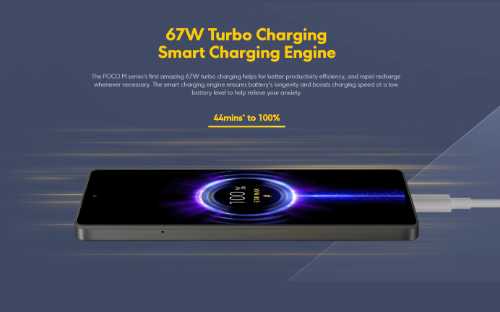 67W Turbo Charging
Smart Charging Engine
The POCO M series's first amazing 67W turbo charging helps for better productivity, efficiency, and rapid recharge
whenever necessary. The smart charging engine ensures battery's longevity and boosts charging speed at a low
battery level to help relieve your anxiety.
44mins* to 100%
100 %